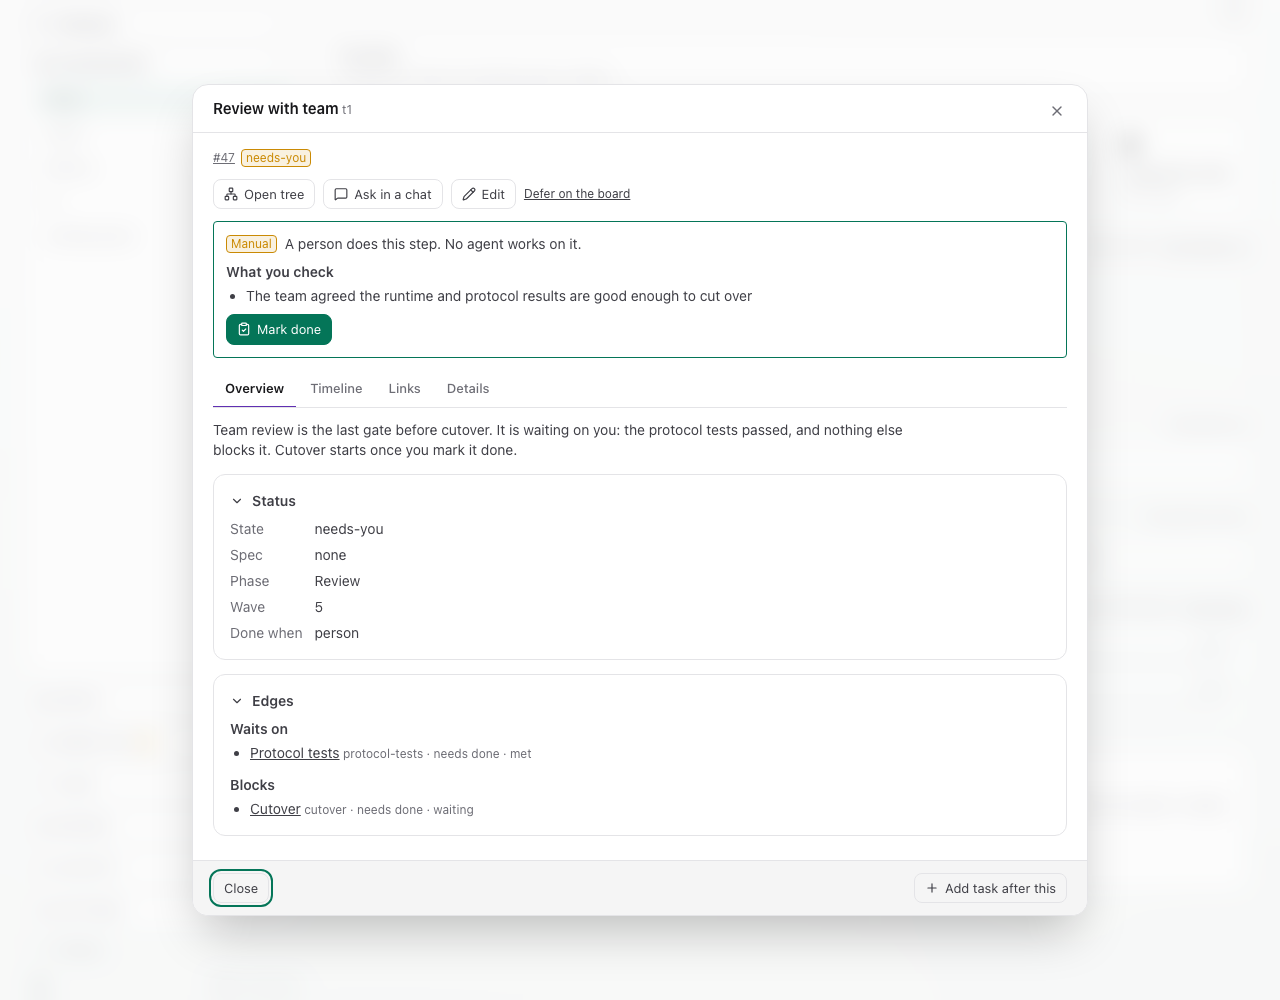 Review with team t1
#47 needs-you
Open tree Ask in a chat Edit Defer on the board
Manual A person does this step. No agent works on it.
What you check
• The team agreed the runtime and protocol results are good enough to cut over
Mark done
Overview Timeline Links Details
Team review is the last gate before cutover. It is waiting on you: the protocol tests passed, and nothing else
blocks it. Cutover starts once you mark it done.
Status
State needs-you
Spec none
Phase Review
Wave 5
Done when person
Edges
Waits on
• Protocol tests protocol-tests · needs done · met
Blocks
• Cutover cutover · needs done · waiting
Close + Add task after this